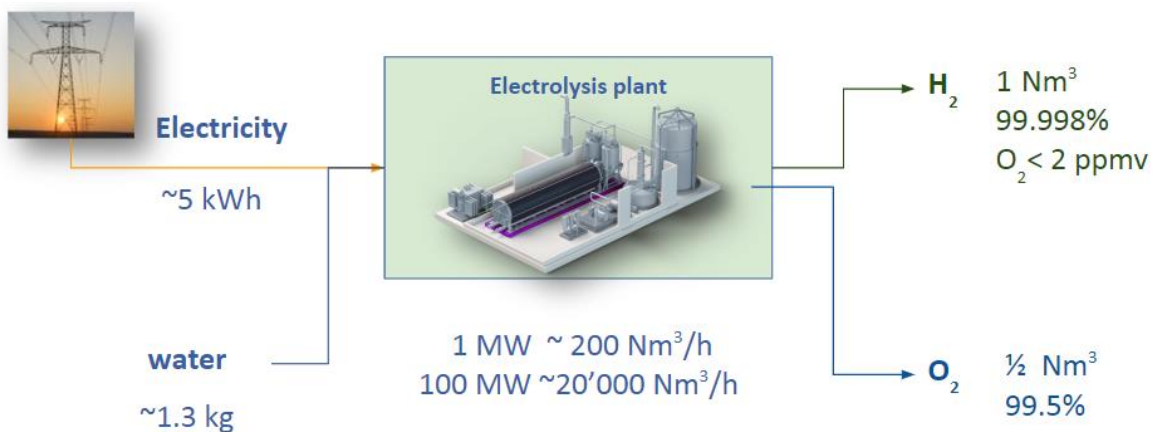 Electricity
~5 kWh
water
~1.3 kg
Electrolysis plant
1 MW ~ 200 Nm³/h
100 MW ~20’000 Nm³/h
H₂
1 Nm³
99.998%
O₂< 2 ppmv
O₂
½ Nm³
99.5%